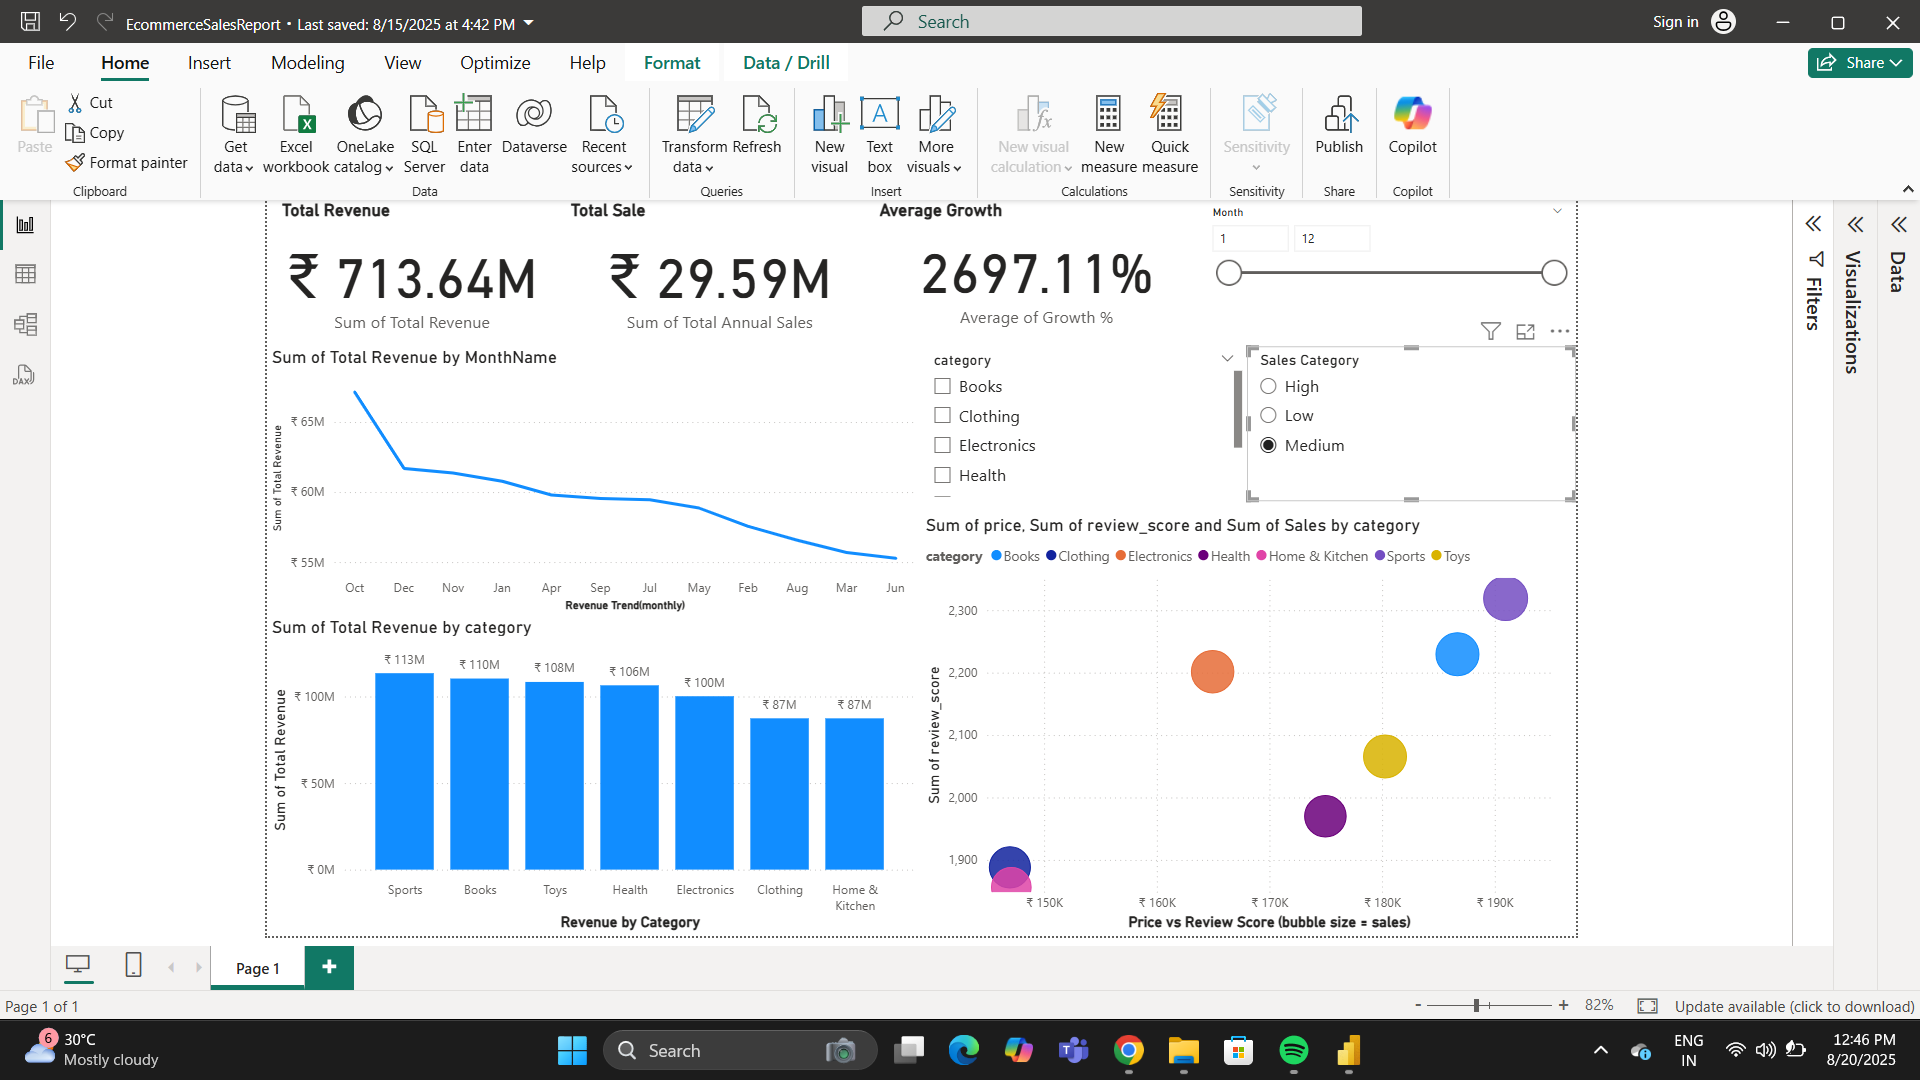 EcommerceSalesReport • Last saved: 8/15/2025 at 4:42 PM
Search
Sign in
File Home Insert Modeling View Optimize Help Format Data / Drill
Share
Paste
Cut
Copy
Format painter
Clipboard
Get data
Excel workbook
OneLake catalog
SQL Server
Enter data
Dataverse
Recent sources
Data
Transform data
Refresh
Queries
New visual
Text box
More visuals
Insert
New visual calculation
New measure
Quick measure
Calculations
Sensitivity
Sensitivity
Publish
Share
Copilot
Copilot
DAX
Total Revenue
₹ 713.64M
Sum of Total Revenue
Total Sale
₹ 29.59M
Sum of Total Annual Sales
Average Growth
2697.11%
Average of Growth %
Month
1 12
Sum of Total Revenue by MonthName
Sum of Total Revenue
₹ 65M
₹ 60M
₹ 55M
Oct Dec Nov Jan Apr Sep Jul May Feb Aug Mar Jun
Revenue Trend(monthly)
category
Books
Clothing
Electronics
Health
Sales Category
High
Low
Medium
Sum of Total Revenue by category
Sum of Total Revenue
₹ 100M
₹ 50M
₹ 0M
₹ 113M ₹ 110M ₹ 108M ₹ 106M ₹ 100M ₹ 87M ₹ 87M
Sports Books Toys Health Electronics Clothing Home & Kitchen
Revenue by Category
Sum of price, Sum of review_score and Sum of Sales by category
category Books Clothing Electronics Health Home & Kitchen Sports Toys
Sum of review_score
2,300
2,200
2,100
2,000
1,900
₹ 150K ₹ 160K ₹ 170K ₹ 180K ₹ 190K
Price vs Review Score (bubble size = sales)
Filters
Visualizations
Data
Page 1
+
Page 1 of 1
- + 82%
Update available (click to download)
6
30°C
Mostly cloudy
Search
ENG
IN
12:46 PM
8/20/2025